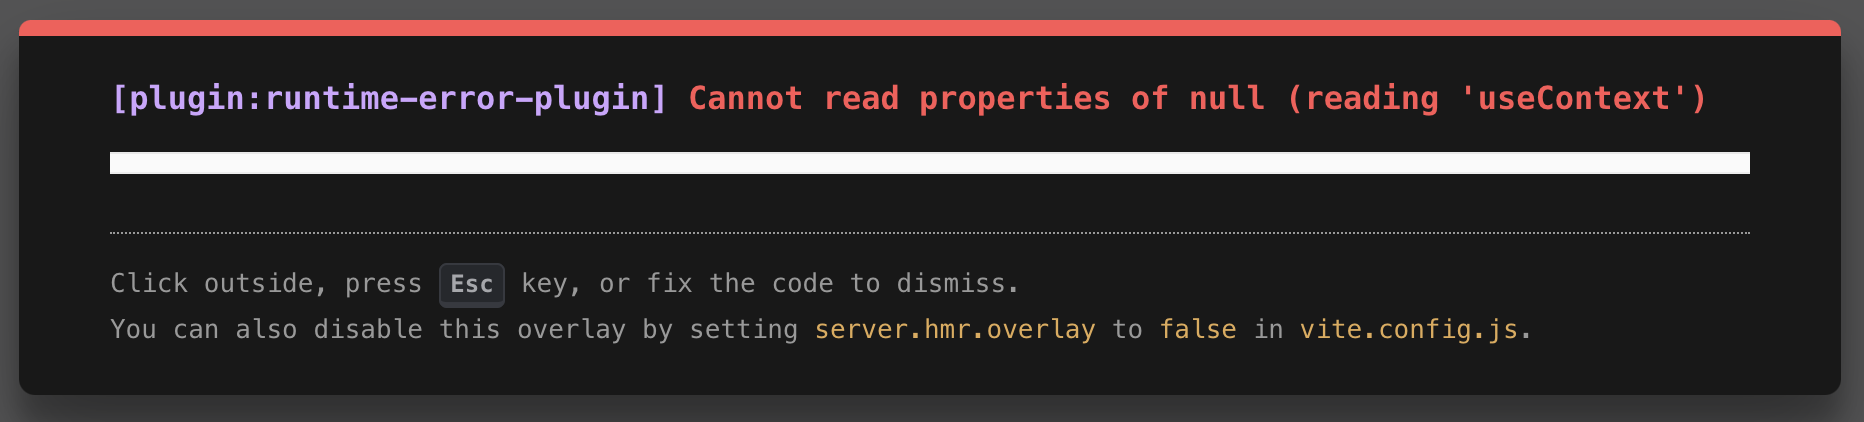 [plugin:runtime-error-plugin] Cannot read properties of null (reading 'useContext')
Click outside, press Esc key, or fix the code to dismiss.
You can also disable this overlay by setting server.hmr.overlay to false in vite.config.js.